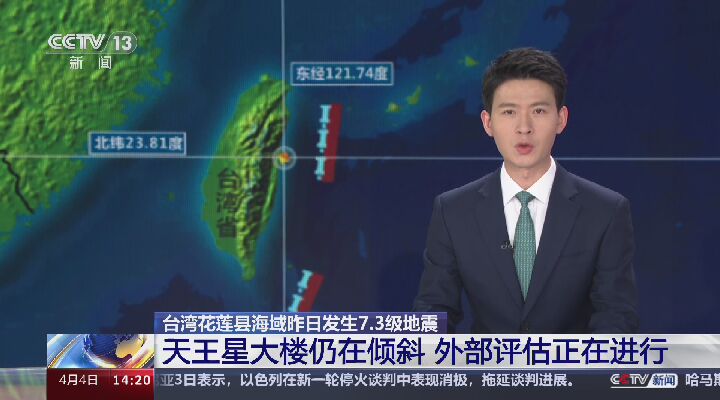 CCTV 13
新闻
东经121.74度
北纬23.81度
台湾省
台湾花莲县海域昨日发生7.3级地震
天王星大楼仍在倾斜 外部评估正在进行
4月4日 14:20
3日表示，以色列在新一轮停火谈判中表现消极，拖延谈判进展。
CCTV 新闻
哈马斯